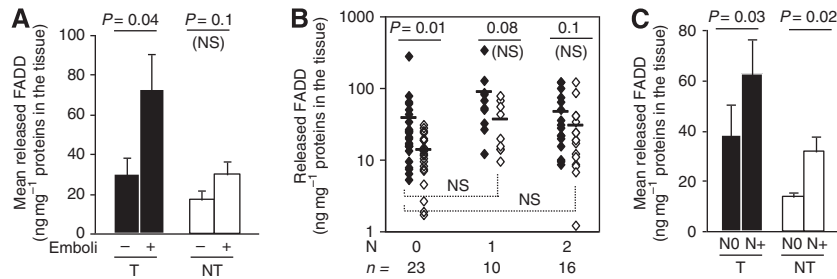 A
P = 0.04
P = 0.1
(NS)
Mean released FADD
(ng mg−1 proteins in the tissue)
100
80
60
40
20
0
Emboli – + – +
T NT
B
P = 0.01
0.08
(NS)
0.1
(NS)
Released FADD
(ng mg−1 proteins in the tissue)
1000
100
10
1
NS
NS
N 0 1 2
n = 23 10 16
C
P = 0.03
P = 0.02
Mean released FADD
(ng mg−1 proteins in the tissue)
80
60
40
20
0
N0 N+ N0 N+
T NT